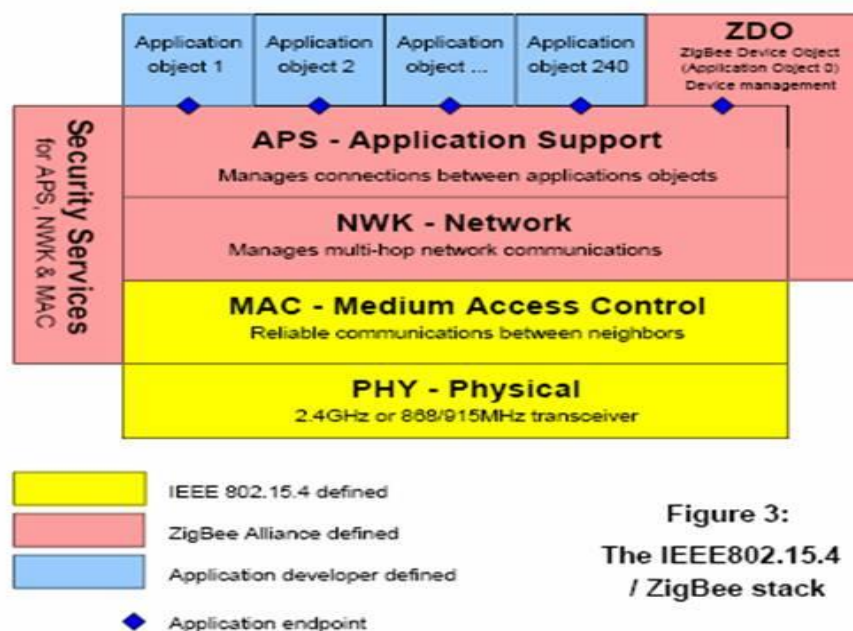 Application
object 1
Application
object 2
Application
object ...
Application
object 240
ZDO
ZigBee Device Object
(Application Object 0)
Device management
Security Services
for APS, NWK & MAC
APS - Application Support
Manages connections between applications objects
NWK - Network
Manages multi-hop network communications
MAC - Medium Access Control
Reliable communications between neighbors
PHY - Physical
2.4GHz or 868/915MHz transceiver
IEEE 802.15.4 defined
ZigBee Alliance defined
Application developer defined
Application endpoint
Figure 3:
The IEEE802.15.4
/ ZigBee stack